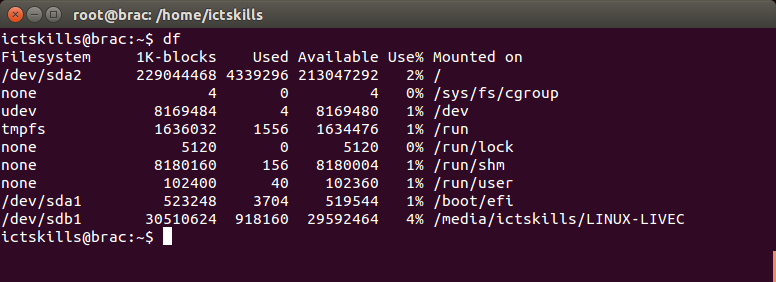 root@brac: /home/ictskills
ictskills@brac:~$ df
Filesystem     1K-blocks    Used Available Use% Mounted on
/dev/sda2      229044468 4339296 213047292   2% /
none                   4       0         4   0% /sys/fs/cgroup
udev             8169484       4   8169480   1% /dev
tmpfs            1636032    1556   1634476   1% /run
none                5120       0      5120   0% /run/lock
none             8180160     156   8180004   1% /run/shm
none              102400      40    102360   1% /run/user
/dev/sda1         523248    3704    519544   1% /boot/efi
/dev/sdb1       30510624  918160  29592464   4% /media/ictskills/LINUX-LIVEC
ictskills@brac:~$